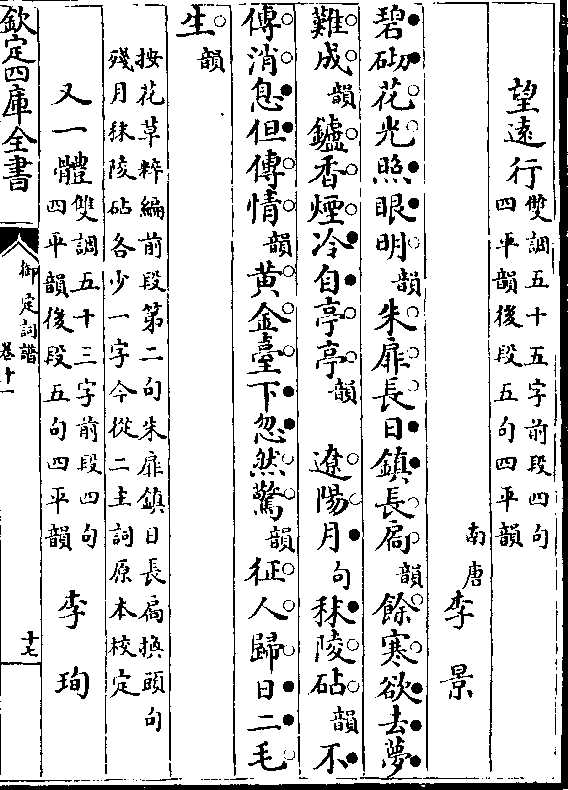 望遠行雙調五十五字前段四句
四平韻後段五句四平韻
南唐李景
碧砌花光照眼明韻朱扉長日鎮長扃韻餘寒欲去夢
難成韻鑪香煙冷自亭亭韻 遼陽月句秣陵砧韻不
傳消息但傳情韻黄金臺下忽然驚韻征人歸日二毛
生韻
按花草粹編前段第二句朱扉鎮日長扃換頭句
殘月秣陵砧各少一字今從二主詞原本校定
又一體雙調五十三字前段四句
四平韻後段五句四平韻
李珣
欽定四庫全書
御定詞譜
卷十一
十七